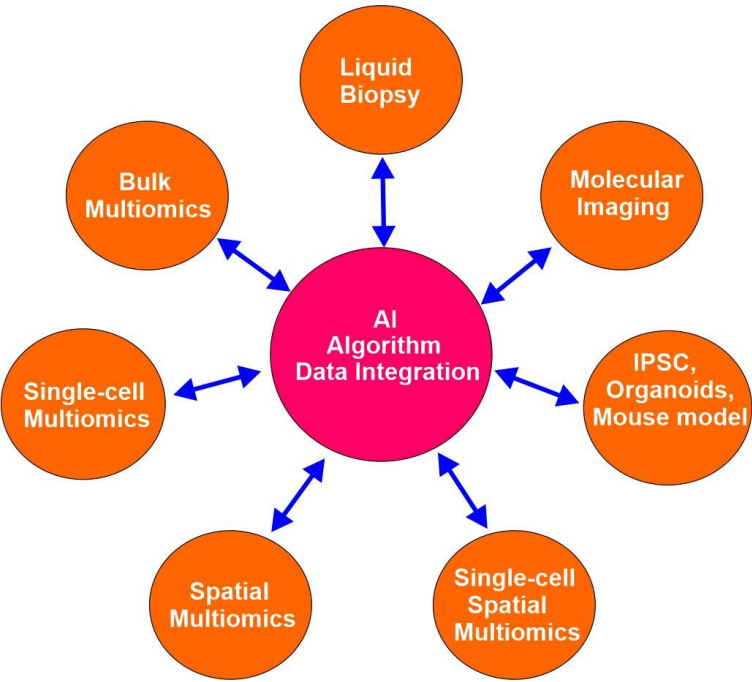 Liquid
Biopsy
Bulk
Multiomics
Molecular
Imaging
AI
Algorithm
Data Integration
Single-cell
Multiomics
IPSC,
Organoids,
Mouse model
Spatial
Multiomics
Single-cell
Spatial
Multiomics